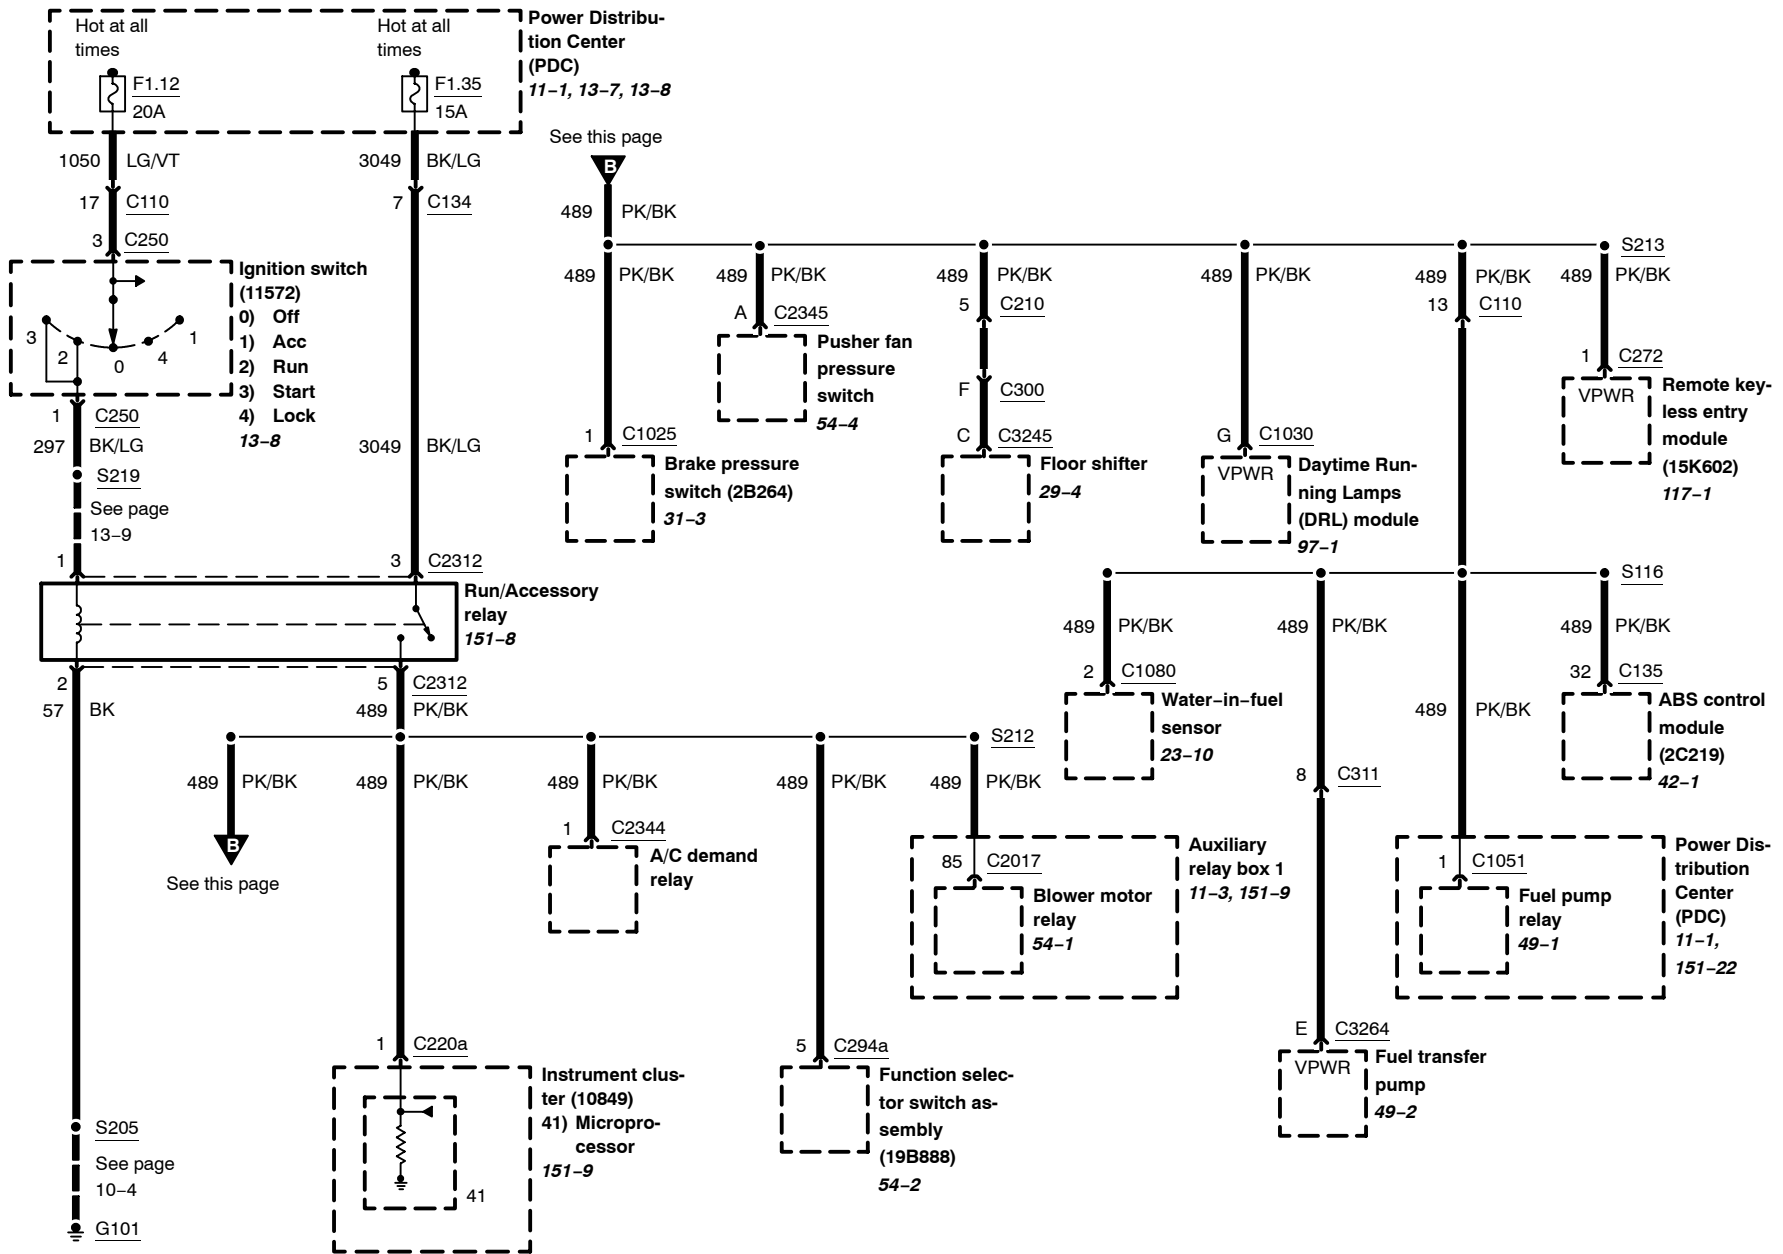 Hot at all
times
Hot at all
times
F1.12
20A
F1.35
15A
Power Distribu-
tion Center
(PDC)
11−1, 13−7, 13−8
1050 LG/VT
3049 BK/LG
17 C110
7 C134
3 C250
Ignition switch
(11572)
0) Off
1) Acc
2) Run
3) Start
4) Lock
13−8
3
2
0
4
1
1 C250
297 BK/LG
S219
See page
13−9
3049 BK/LG
1
3 C2312
Run/Accessory
relay
151−8
2
57 BK
5 C2312
489 PK/BK
S212
489 PK/BK
B
See this page
489 PK/BK
489 PK/BK
1 C2344
A/C demand
relay
489 PK/BK
489 PK/BK
85 C2017
Blower motor
relay
54−1
Auxiliary
relay box 1
11−3, 151−9
1 C220a
Instrument clus-
ter (10849)
41) Micropro-
cessor
151−9
41
5 C294a
Function selec-
tor switch as-
sembly
(19B888)
54−2
S205
See page
10−4
G101
See this page
B
489 PK/BK
S213
489 PK/BK
1 C1025
Brake pressure
switch (2B264)
31−3
489 PK/BK
A C2345
Pusher fan
pressure
switch
54−4
489 PK/BK
5 C210
F C300
C C3245
Floor shifter
29−4
489 PK/BK
G C1030
VPWR
Daytime Run-
ning Lamps
(DRL) module
97−1
489 PK/BK
13 C110
489 PK/BK
1 C272
VPWR
Remote key-
less entry
module
(15K602)
117−1
S116
489 PK/BK
2 C1080
Water−in−fuel
sensor
23−10
489 PK/BK
8 C311
E C3264
VPWR
Fuel transfer
pump
49−2
489 PK/BK
1 C1051
Fuel pump
relay
49−1
Power Dis-
tribution
Center
(PDC)
11−1,
151−22
489 PK/BK
32 C135
ABS control
module
(2C219)
42−1